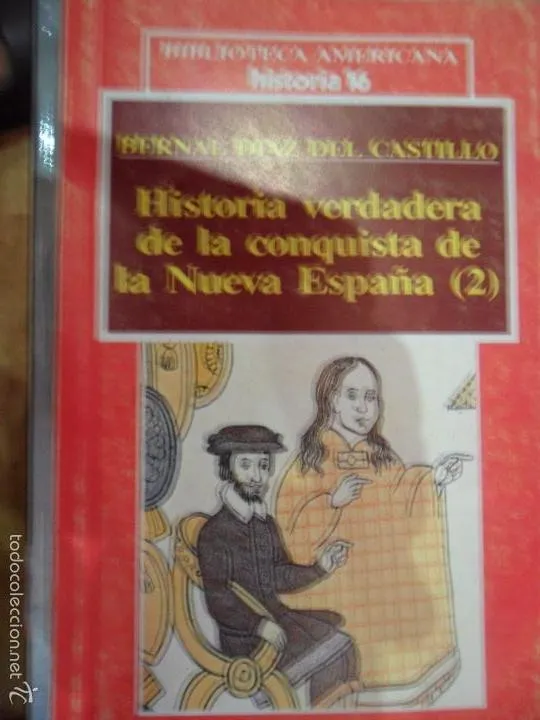 BIBLIOTECA AMERICANA
historia 16
BERNAL DIAZ DEL CASTILLO
Historia verdadera
de la conquista de
la Nueva España (2)
todocoleccion.net